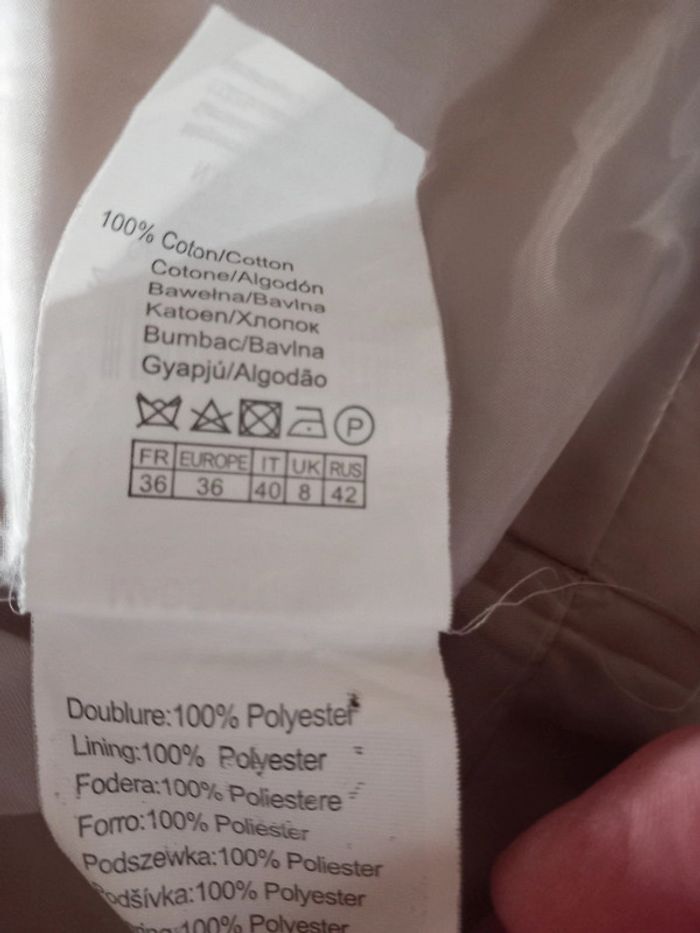 100% Coton/Cotton
Cotone/Algodón
Bawełna/Bavlna
Katoen/Хлопок
Bumbac/Bavlna
Gyapjú/Algodão
P
FR EUROPE IT UK RUS
36 36 40 8 42
Doublure:100% Polyester
Lining:100% Polyester
Fodera:100% Poliestere
Forro:100% Poliester
Podszewka:100% Poliester
Podšívka:100% Polyester
100% Polyester